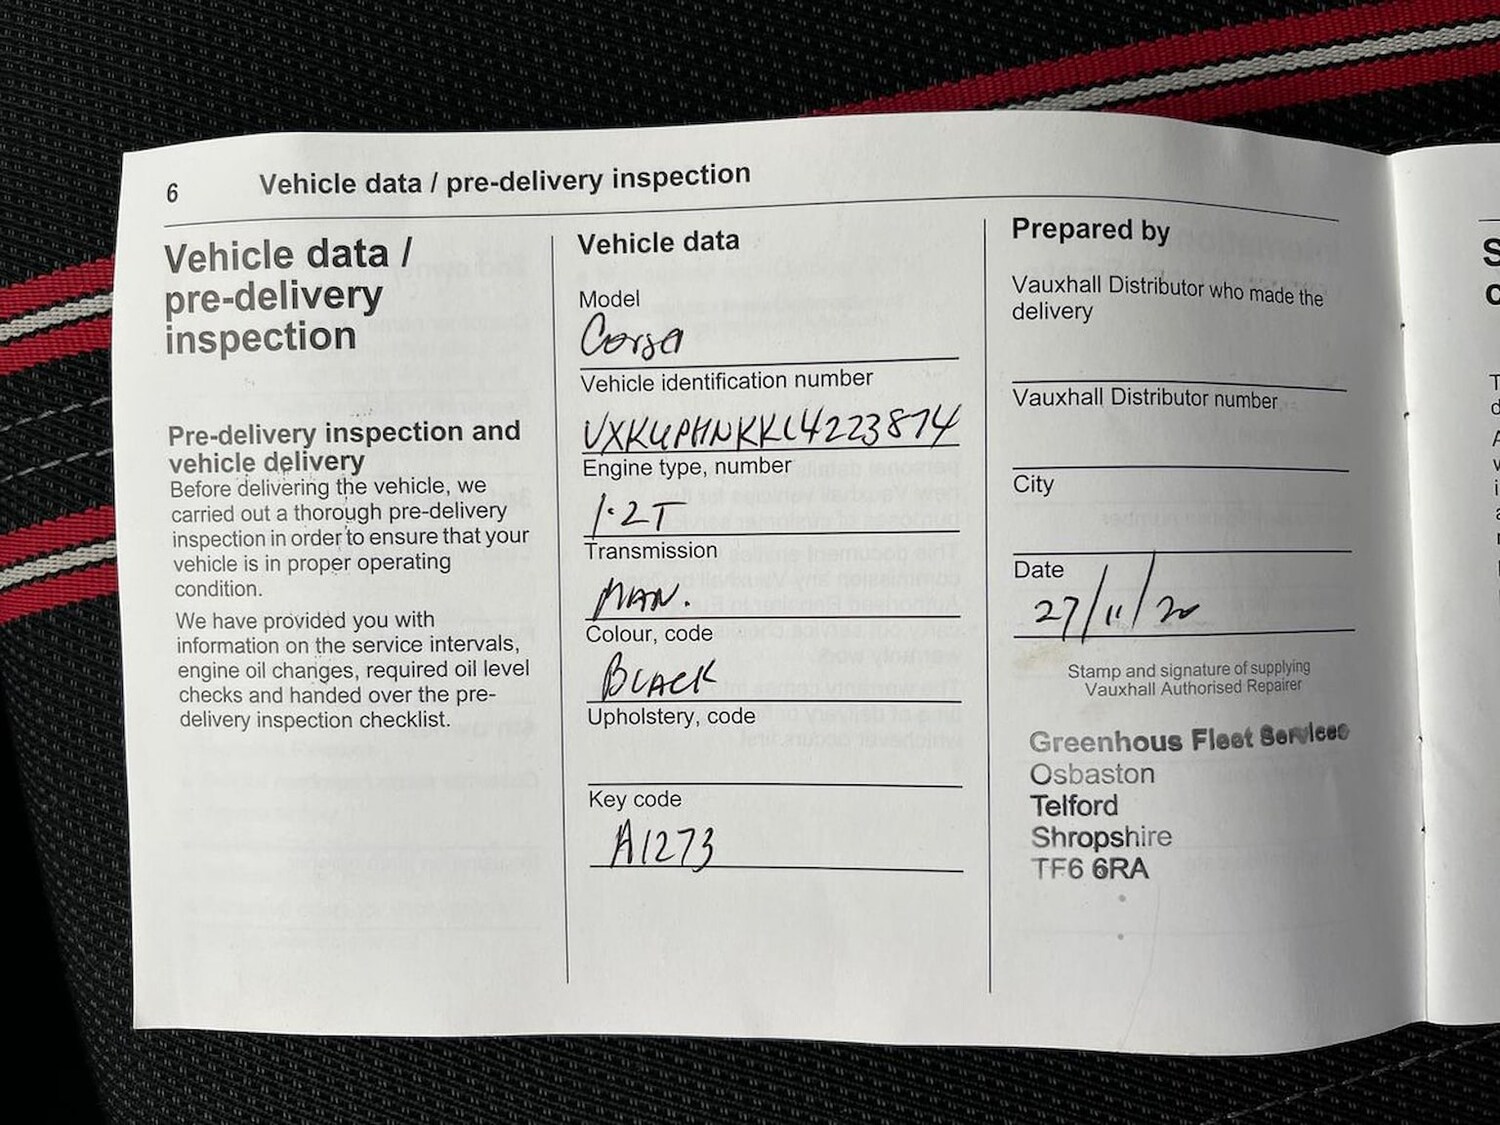 6 Vehicle data / pre-delivery inspection
Vehicle data /
pre-delivery
inspection
Pre-delivery inspection and
vehicle delivery
Before delivering the vehicle, we
carried out a thorough pre-delivery
inspection in order to ensure that your
vehicle is in proper operating
condition.
We have provided you with
information on the service intervals,
engine oil changes, required oil level
checks and handed over the pre-
delivery inspection checklist.
Vehicle data
Model
Corsa
Vehicle identification number
VXKUPHNKKL4223874
Engine type, number
1.2T
Transmission
MAN.
Colour, code
BLACK
Upholstery, code
Key code
A1273
Prepared by
Vauxhall Distributor who made the
delivery
Vauxhall Distributor number
City
Date
27/11/20
Stamp and signature of supplying
Vauxhall Authorised Repairer
Greenhous Fleet Services
Osbaston
Telford
Shropshire
TF6 6RA